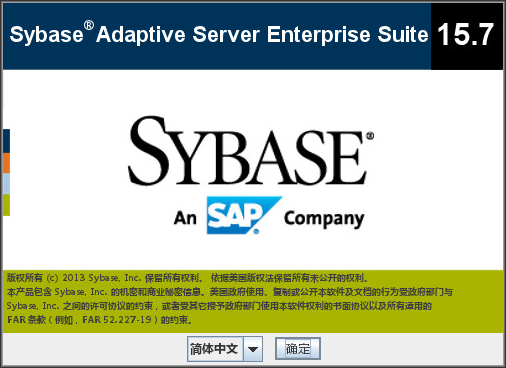 Sybase® Adaptive Server Enterprise Suite 15.7
SYBASE®
An SAP® Company
版权所有 (c) 2013 Sybase, Inc. 保留所有权利。 依据美国版权法保留所有未公开的权利。
本产品包含 Sybase, Inc. 的机密和商业秘密信息。美国政府使用、复制或公开本软件及文档的行为受政府部门与
Sybase, Inc. 之间的许可协议的约束，或者受其它授予政府部门使用本软件权利的书面协议以及所有适用的
FAR 条款（例如，FAR 52.227-19）的约束。
简体中文
确定